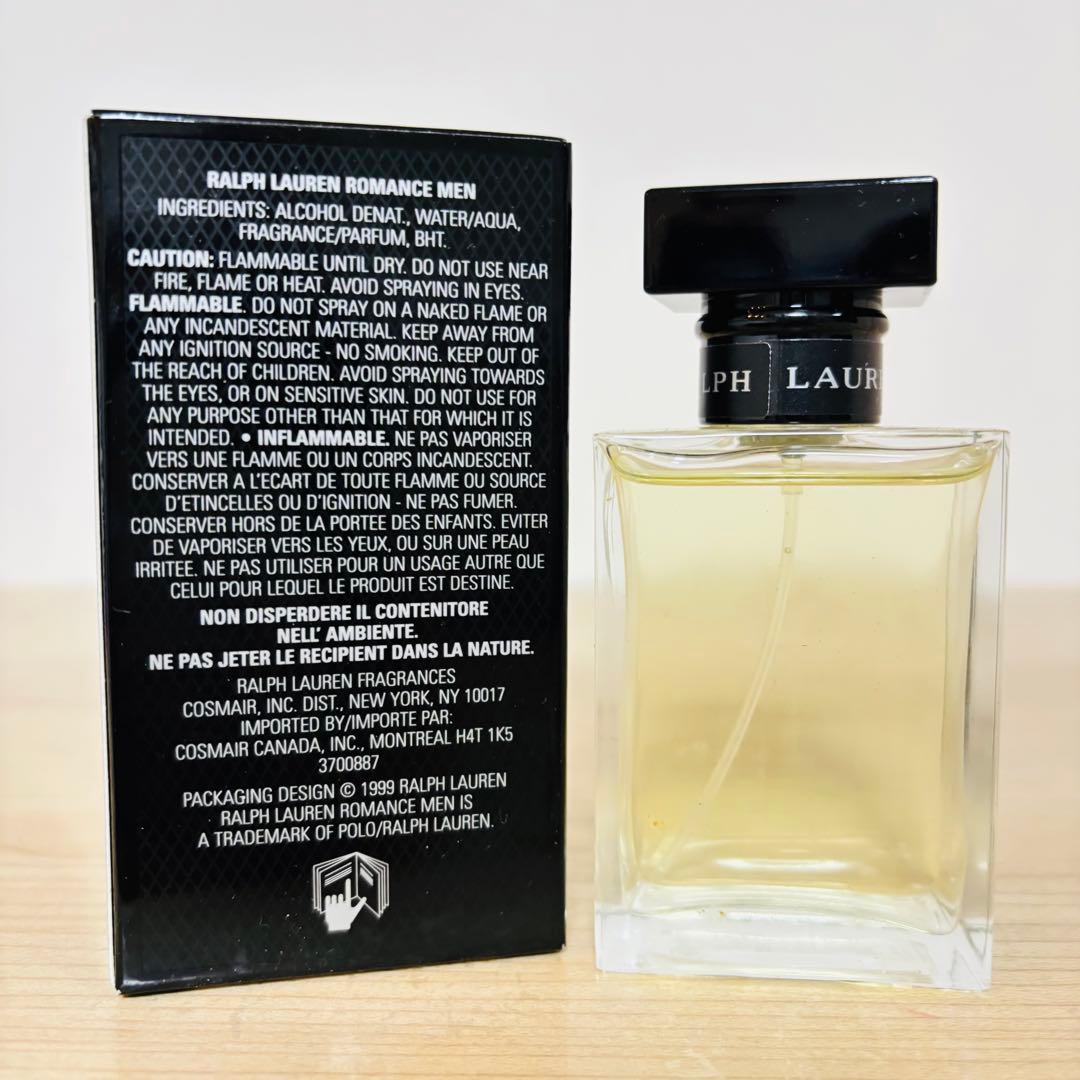 RALPH LAUREN ROMANCE MEN
INGREDIENTS: ALCOHOL DENAT., WATER/AQUA,
FRAGRANCE/PARFUM, BHT.
CAUTION: FLAMMABLE UNTIL DRY. DO NOT USE NEAR
FIRE, FLAME OR HEAT. AVOID SPRAYING IN EYES.
FLAMMABLE. DO NOT SPRAY ON A NAKED FLAME OR
ANY INCANDESCENT MATERIAL. KEEP AWAY FROM
ANY IGNITION SOURCE - NO SMOKING. KEEP OUT OF
THE REACH OF CHILDREN. AVOID SPRAYING TOWARDS
THE EYES, OR ON SENSITIVE SKIN. DO NOT USE FOR
ANY PURPOSE OTHER THAN THAT FOR WHICH IT IS
INTENDED. • INFLAMMABLE. NE PAS VAPORISER
VERS UNE FLAMME OU UN CORPS INCANDESCENT.
CONSERVER A L'ECART DE TOUTE FLAMME OU SOURCE
D'ETINCELLES OU D'IGNITION - NE PAS FUMER.
CONSERVER HORS DE LA PORTEE DES ENFANTS. EVITER
DE VAPORISER VERS LES YEUX, OU SUR UNE PEAU
IRRITEE. NE PAS UTILISER POUR UN USAGE AUTRE QUE
CELUI POUR LEQUEL LE PRODUIT EST DESTINE.
NON DISPERDERE IL CONTENITORE
NELL' AMBIENTE.
NE PAS JETER LE RECIPIENT DANS LA NATURE.
RALPH LAUREN FRAGRANCES
COSMAIR, INC. DIST., NEW YORK, NY 10017
IMPORTED BY/IMPORTE PAR:
COSMAIR CANADA, INC., MONTREAL H4T 1K5
3700887
PACKAGING DESIGN © 1999 RALPH LAUREN
RALPH LAUREN ROMANCE MEN IS
A TRADEMARK OF POLO/RALPH LAUREN.
LPH LAUR